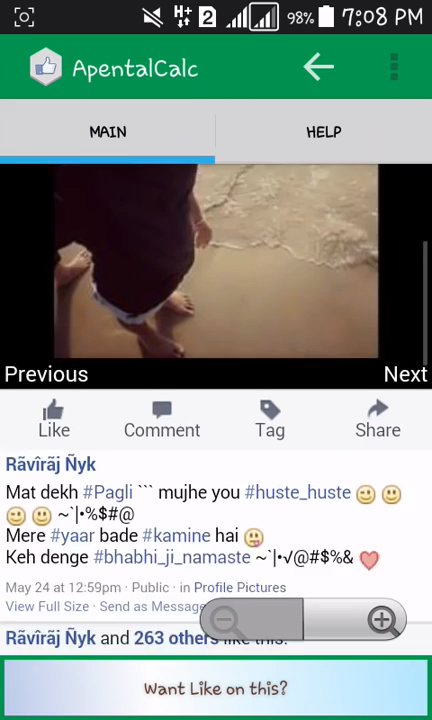 H+ 2 98% 7:08 PM
ApentalCalc
MAIN HELP
Previous Next
Like Comment Tag Share
Rãvîrãj Ñyk
Mat dekh #Pagli ``` mujhe you #huste_huste 😉 🙂
🙂 🙂 ~`|•%$#@
Mere #yaar bade #kamine hai 😜
Keh denge #bhabhi_ji_namaste ~`|•√@#$%& ❤
May 24 at 12:59pm · Public · in Profile Pictures
View Full Size · Send as Message
Rãvîrãj Ñyk and 263 others like this.
Want Like on this?